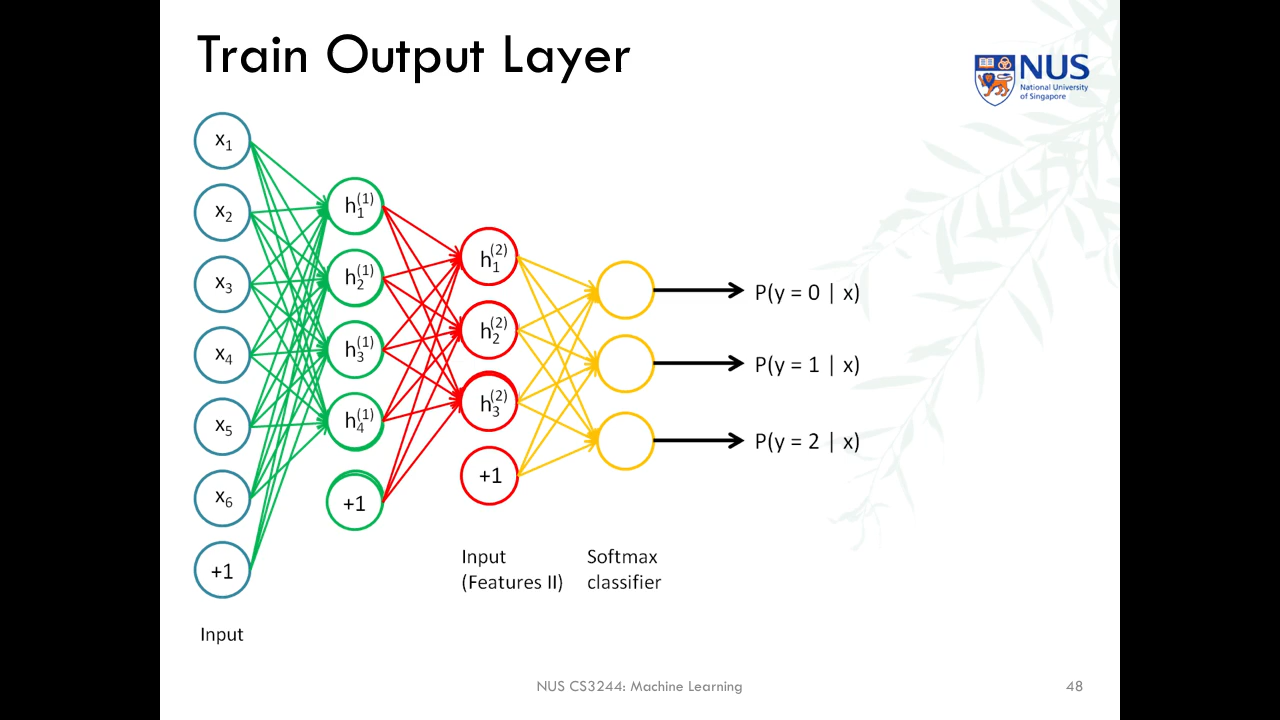 Train Output Layer
NUS
National University
of Singapore
x₁
x₂
x₃
x₄
x₅
x₆
+1
Input
h₁⁽¹⁾
h₂⁽¹⁾
h₃⁽¹⁾
h₄⁽¹⁾
+1
h₁⁽²⁾
h₂⁽²⁾
h₃⁽²⁾
+1
Input
(Features II)
Softmax
classifier
P(y = 0 | x)
P(y = 1 | x)
P(y = 2 | x)
NUS CS3244: Machine Learning
48